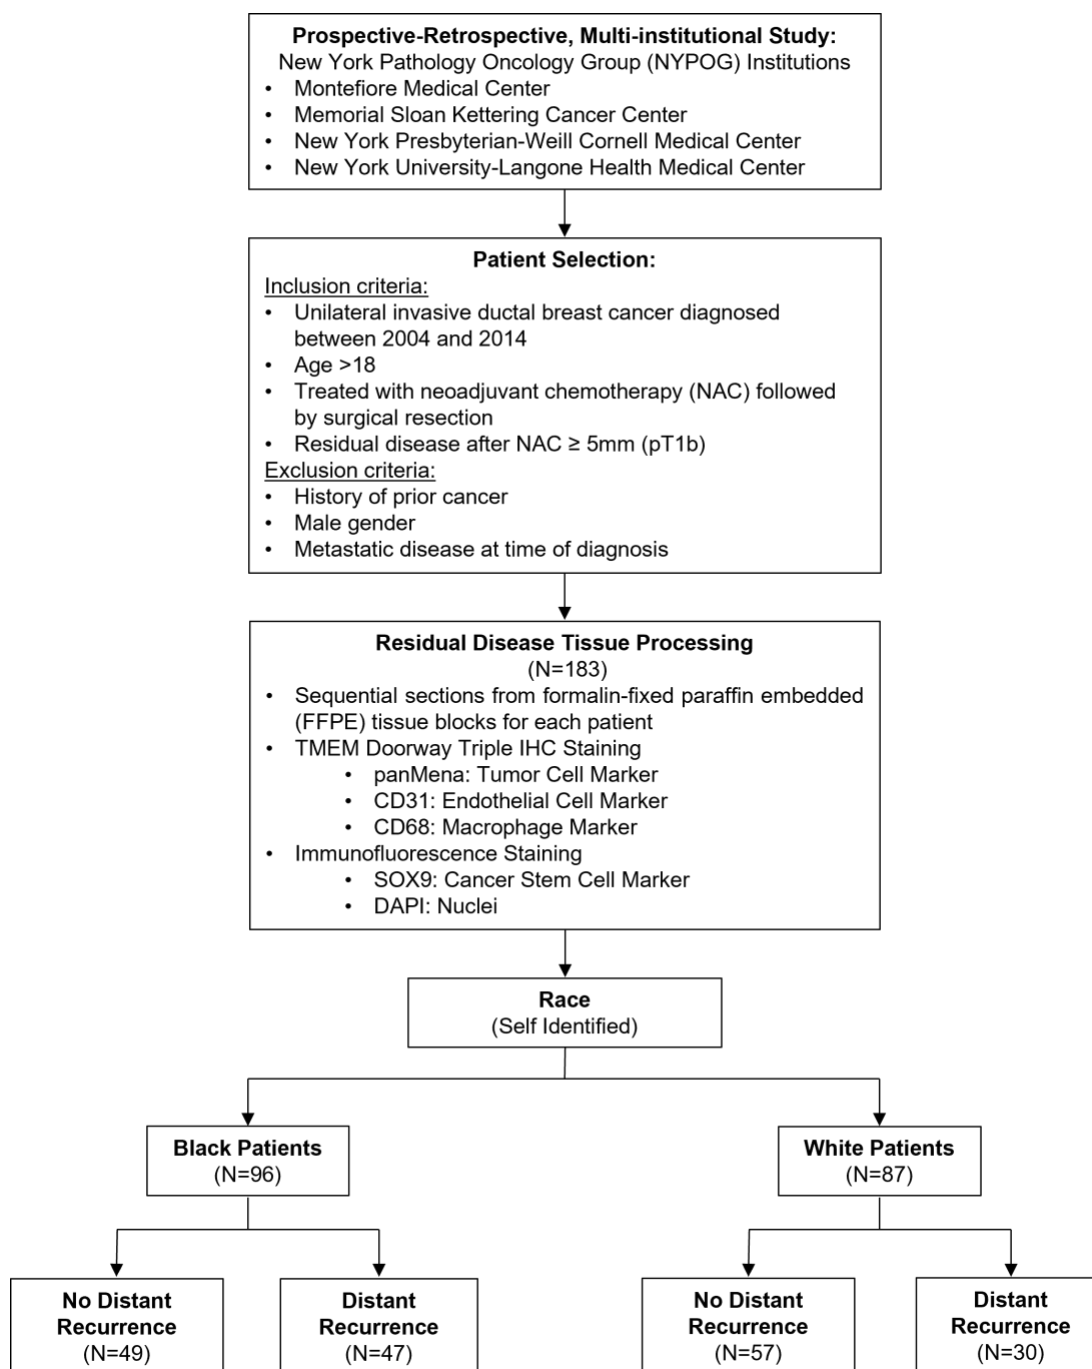 Prospective-Retrospective, Multi-institutional Study:
New York Pathology Oncology Group (NYPOG) Institutions
• Montefiore Medical Center
• Memorial Sloan Kettering Cancer Center
• New York Presbyterian-Weill Cornell Medical Center
• New York University-Langone Health Medical Center
Patient Selection:
Inclusion criteria:
• Unilateral invasive ductal breast cancer diagnosed
between 2004 and 2014
• Age >18
• Treated with neoadjuvant chemotherapy (NAC) followed
by surgical resection
• Residual disease after NAC ≥ 5mm (pT1b)
Exclusion criteria:
• History of prior cancer
• Male gender
• Metastatic disease at time of diagnosis
Residual Disease Tissue Processing
(N=183)
• Sequential sections from formalin-fixed paraffin embedded
(FFPE) tissue blocks for each patient
• TMEM Doorway Triple IHC Staining
• panMena: Tumor Cell Marker
• CD31: Endothelial Cell Marker
• CD68: Macrophage Marker
• Immunofluorescence Staining
• SOX9: Cancer Stem Cell Marker
• DAPI: Nuclei
Race
(Self Identified)
Black Patients
(N=96)
White Patients
(N=87)
No Distant
Recurrence
(N=49)
Distant
Recurrence
(N=47)
No Distant
Recurrence
(N=57)
Distant
Recurrence
(N=30)